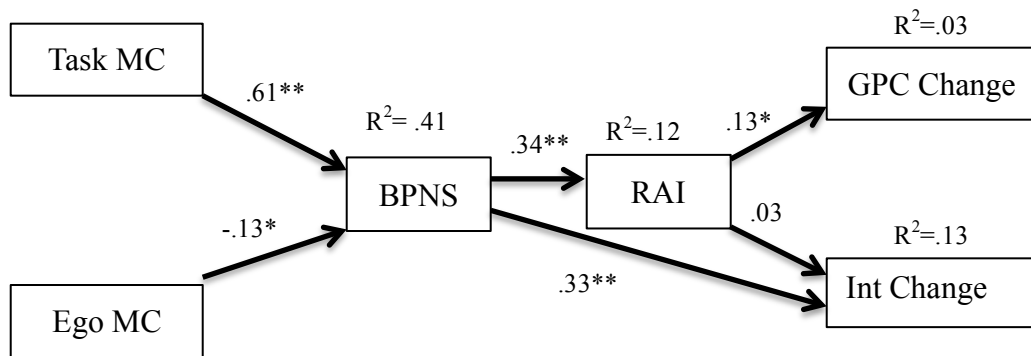 R²=.03
Task MC
GPC Change
.61**
R²= .41
R²=.12
.13*
.34**
BPNS
RAI
-.13*
.03
R²=.13
.33**
Int Change
Ego MC